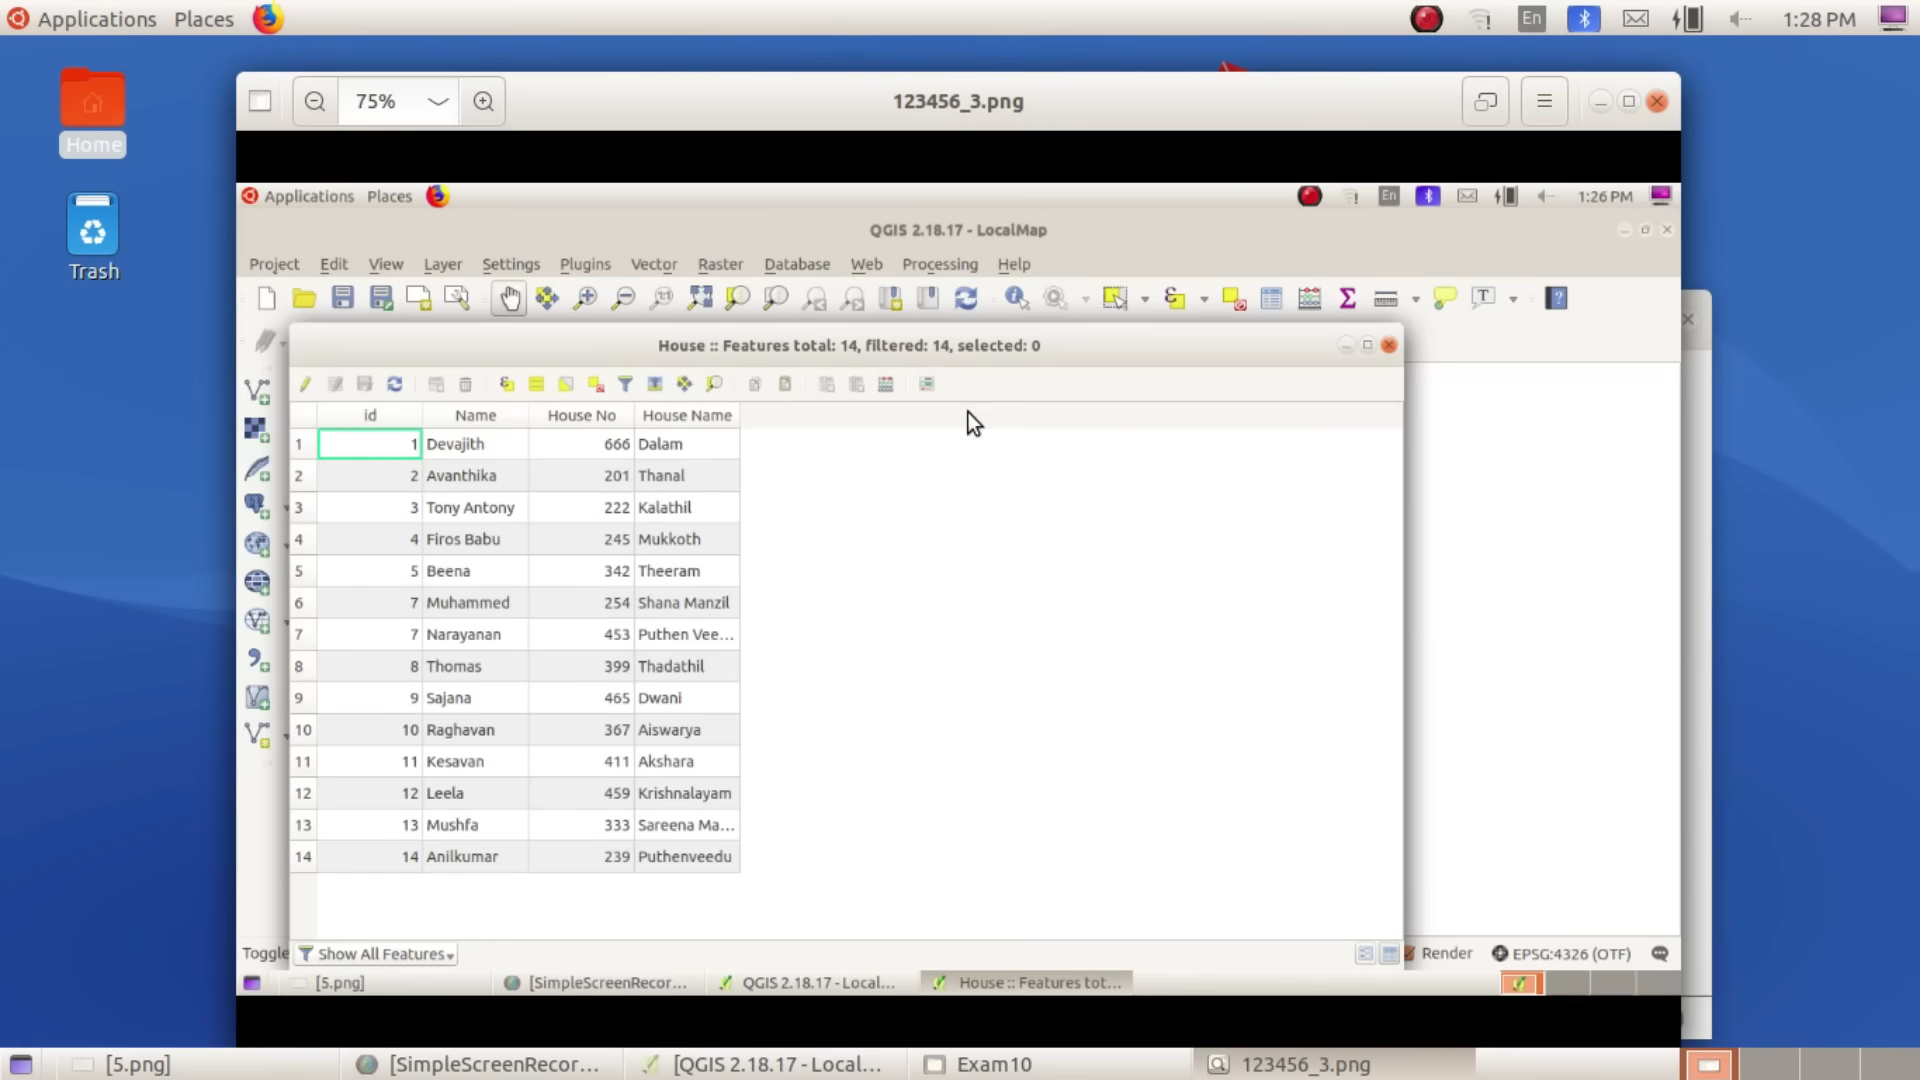 Applications Places En 1:28 PM
Home
Trash
75% 123456_3.png
Applications Places En 1:26 PM
QGIS 2.18.17 - LocalMap
Project Edit View Layer Settings Plugins Vector Raster Database Web Processing Help
House :: Features total: 14, filtered: 14, selected: 0
id Name House No House Name
1 1 Devajith 666 Dalam
2 2 Avanthika 201 Thanal
3 3 Tony Antony 222 Kalathil
4 4 Firos Babu 245 Mukkoth
5 5 Beena 342 Theeram
6 7 Muhammed 254 Shana Manzil
7 7 Narayanan 453 Puthen Vee...
8 8 Thomas 399 Thadathil
9 9 Sajana 465 Dwani
10 10 Raghavan 367 Aiswarya
11 11 Kesavan 411 Akshara
12 12 Leela 459 Krishnalayam
13 13 Mushfa 333 Sareena Ma...
14 14 Anilkumar 239 Puthenveedu
Toggle Show All Features Render EPSG:4326 (OTF)
[5.png] [SimpleScreenRecor... QGIS 2.18.17 - Local... House :: Features tot...
[5.png] [SimpleScreenRecor... [QGIS 2.18.17 - Local... Exam10 123456_3.png